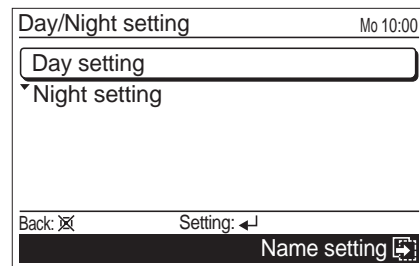 Day/Night setting Mo 10:00
Day setting
Night setting
Back: Setting:
Name setting